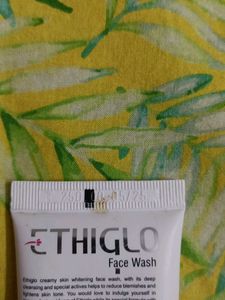 ETHIGLO
Face Wash
Ethiglo creamy skin whitening face wash, with its deep
cleansing and special actives helps to reduce blemishes and
lightens skin tone. You would love to indulge yourself in